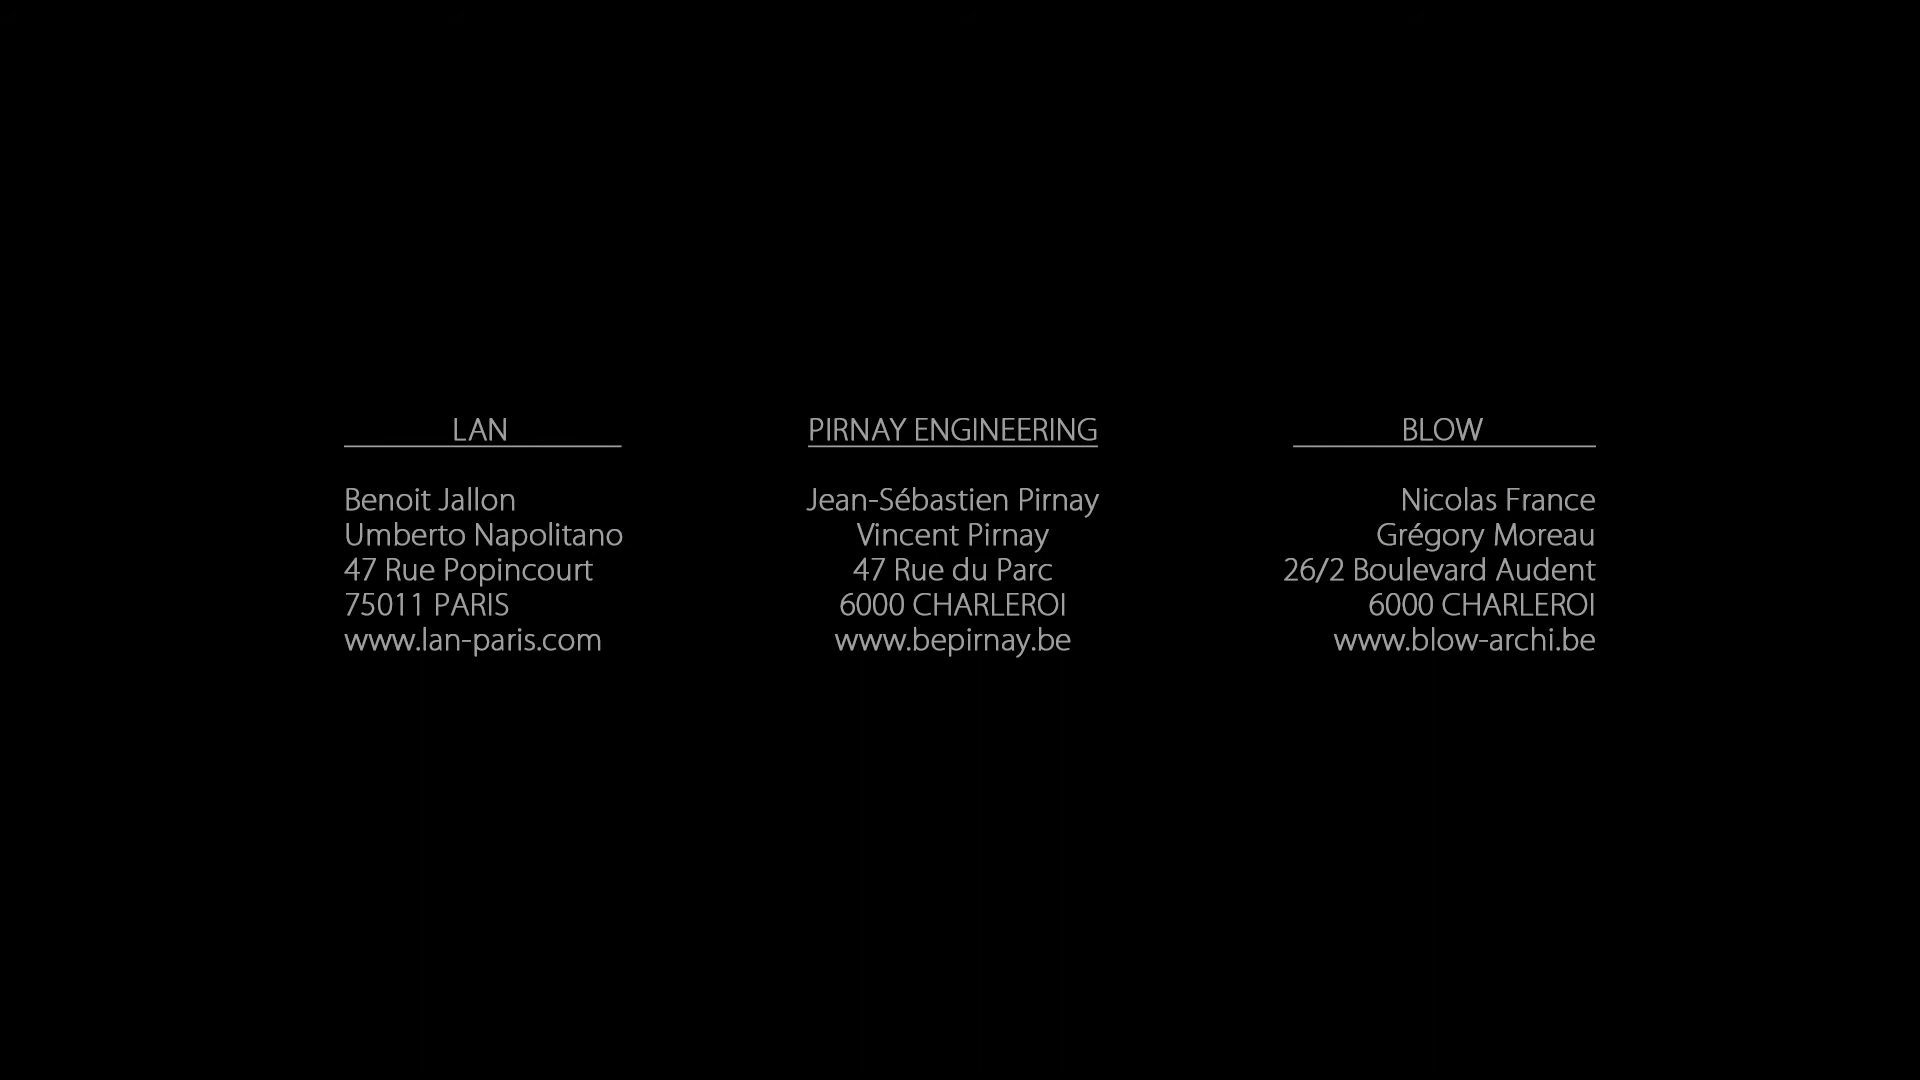 LAN
Benoit Jallon
Umberto Napolitano
47 Rue Popincourt
75011 PARIS
www.lan-paris.com
PIRNAY ENGINEERING
Jean-Sébastien Pirnay
Vincent Pirnay
47 Rue du Parc
6000 CHARLEROI
www.bepirnay.be
BLOW
Nicolas France
Grégory Moreau
26/2 Boulevard Audent
6000 CHARLEROI
www.blow-archi.be